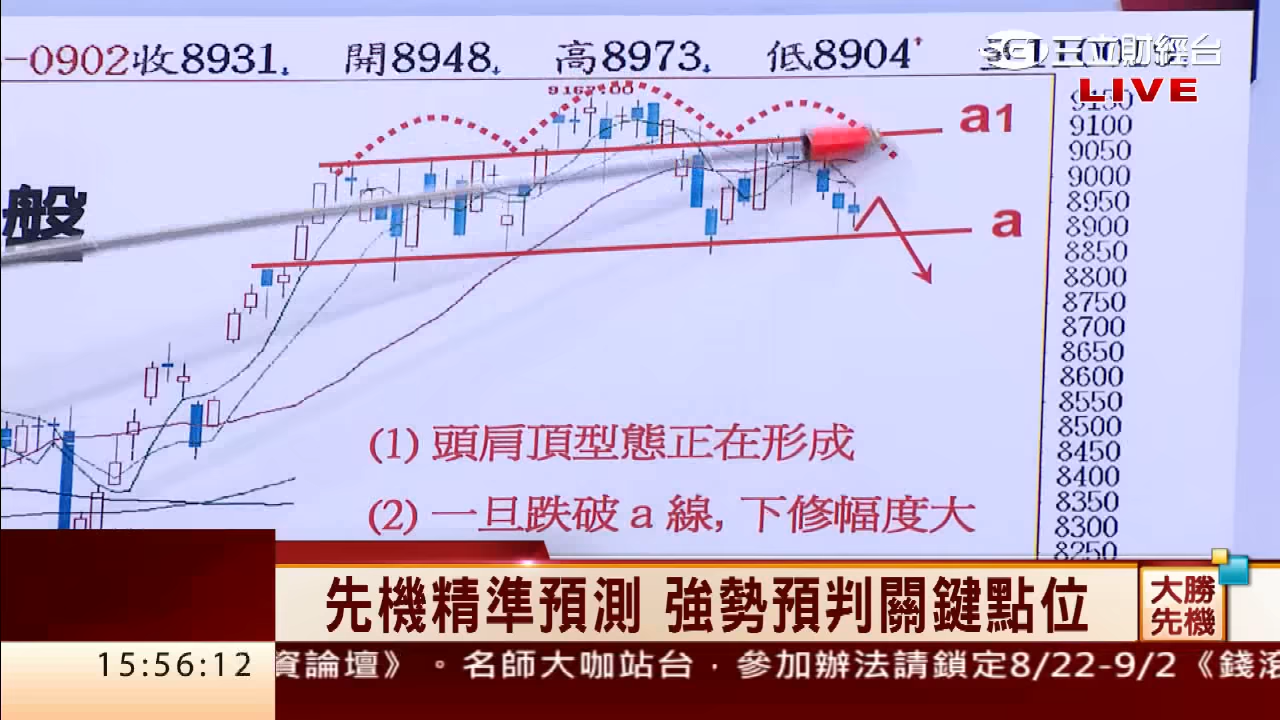 -0902收8931 開8948 高8973 低8904
三立財經台
LIVE
9167.00
a1
a
般
9150
9100
9050
9000
8950
8900
8850
8800
8750
8700
8650
8600
8550
8500
8450
8400
8350
8300
8250
(1) 頭肩頂型態正在形成
(2) 一旦跌破 a 線, 下修幅度大
先機精準預測 強勢預判關鍵點位
大勝
先機
15:56:12
資論壇》。名師大咖站台，參加辦法請鎖定8/22-9/2《錢滾